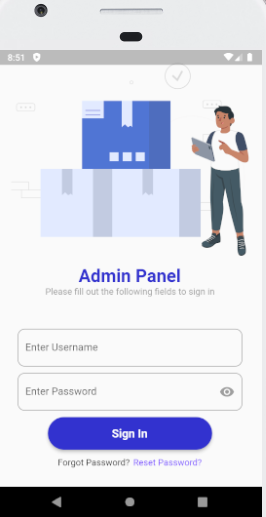 8:51
Admin Panel
Please fill out the following fields to sign in
Enter Username
Enter Password
Sign In
Forgot Password? Reset Password?